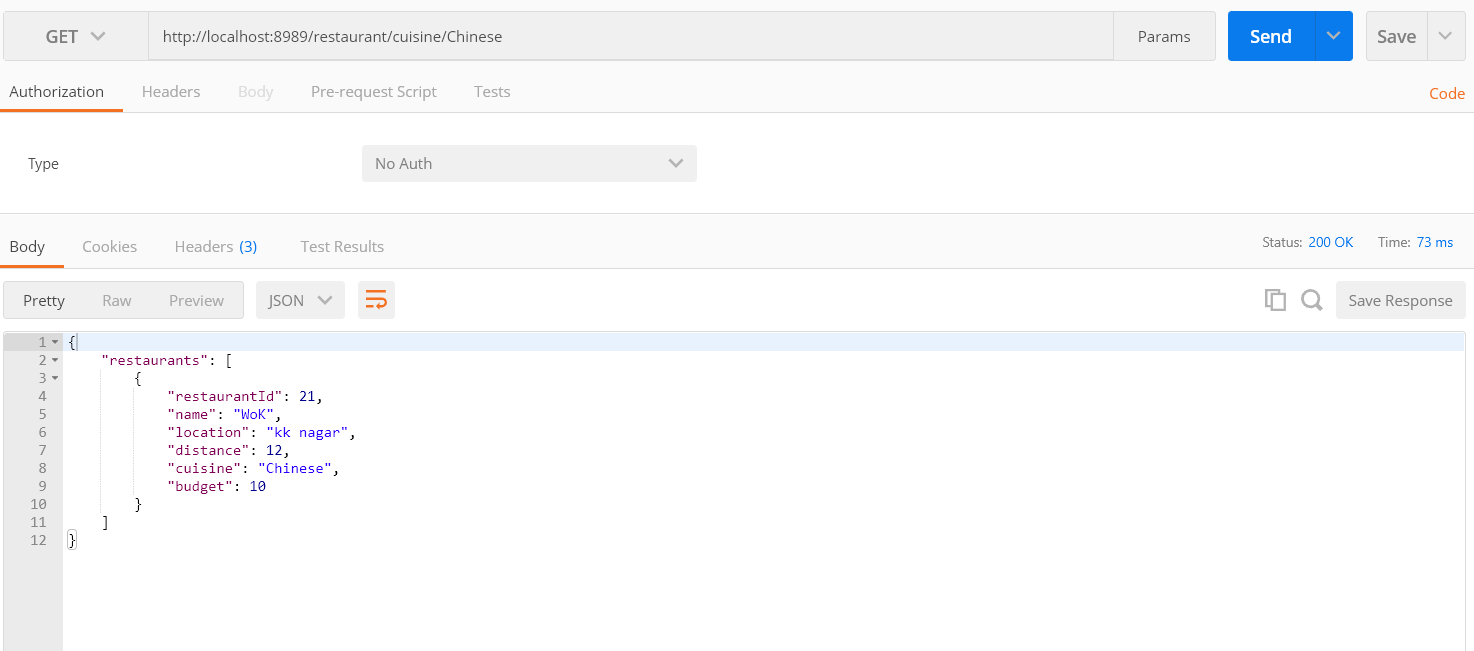 GET http://localhost:8989/restaurant/cuisine/Chinese Params Send Save
Authorization Headers Body Pre-request Script Tests Code
Type No Auth
Body Cookies Headers (3) Test Results Status: 200 OK Time: 73 ms
Pretty Raw Preview JSON Save Response
1 {
2 "restaurants": [
3 {
4 "restaurantId": 21,
5 "name": "WoK",
6 "location": "kk nagar",
7 "distance": 12,
8 "cuisine": "Chinese",
9 "budget": 10
10 }
11 ]
12 }